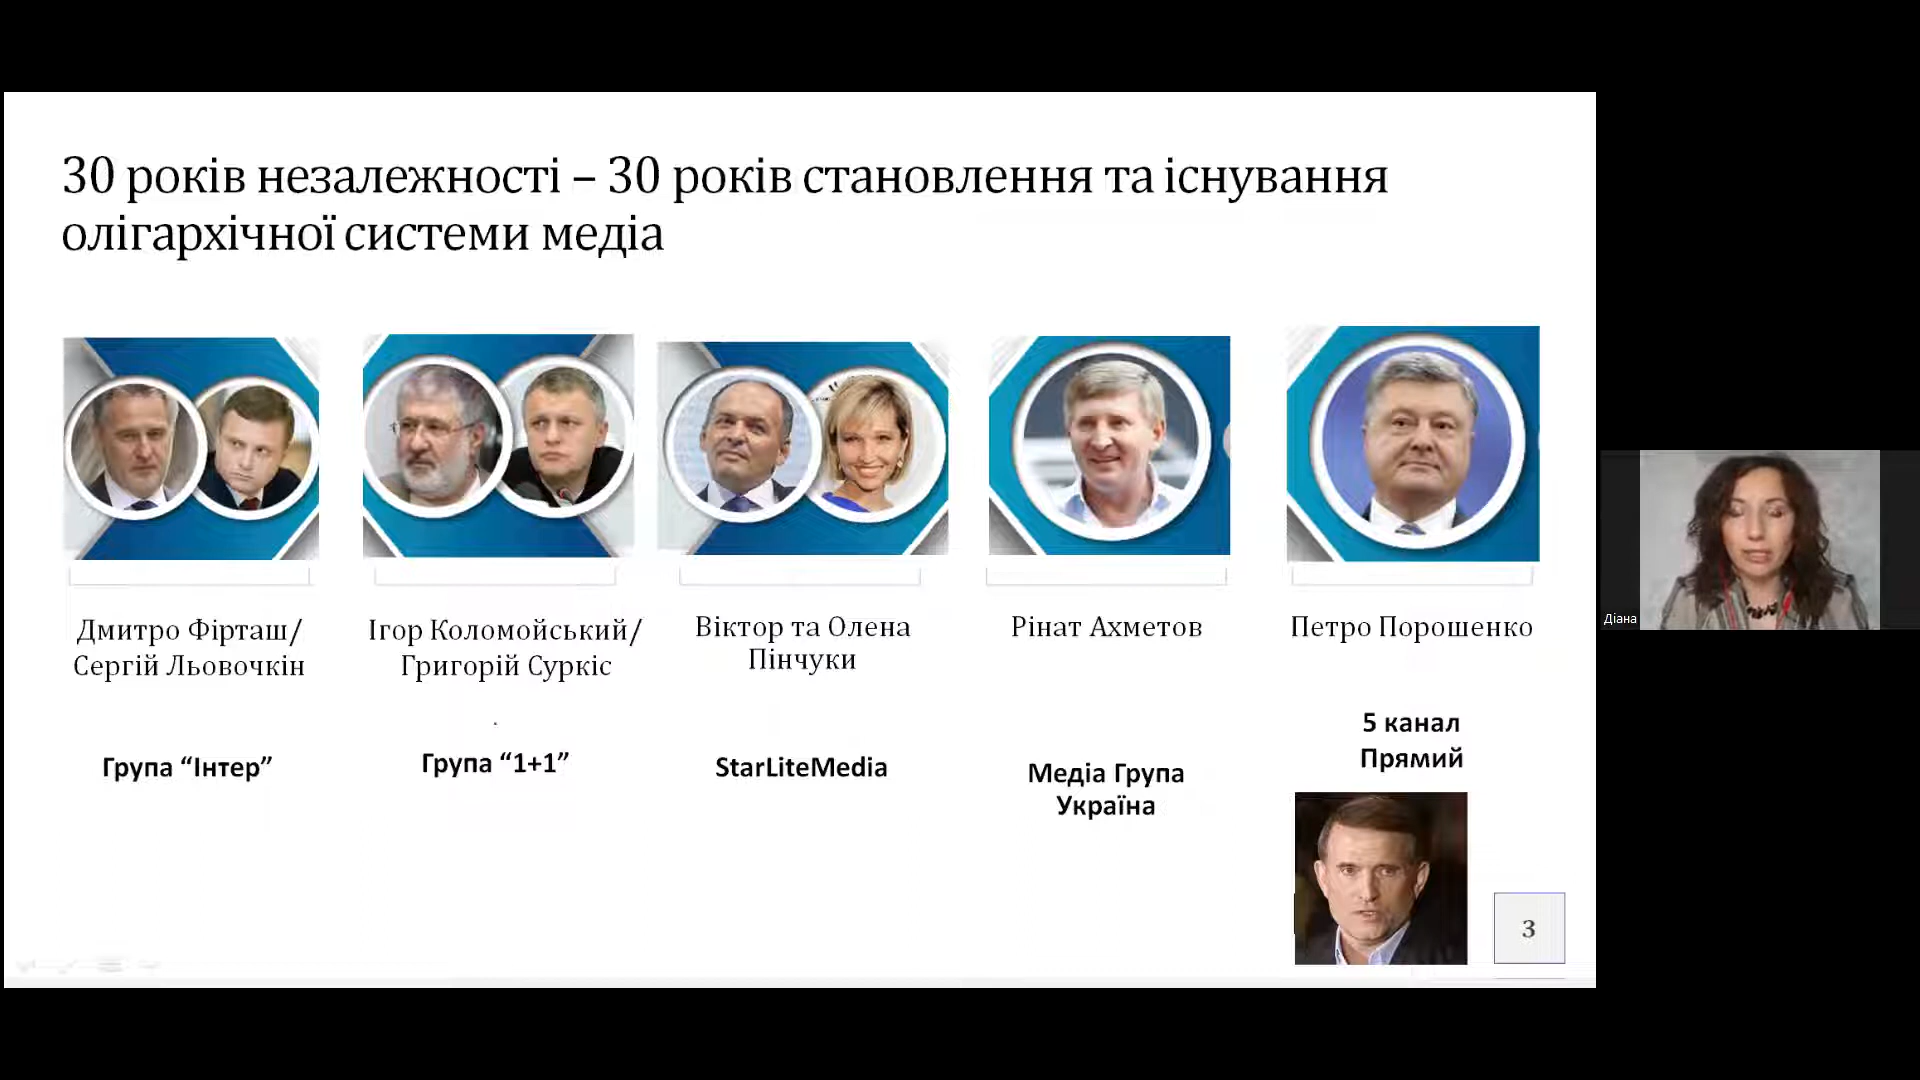 30 років незалежності – 30 років становлення та існування
олігархічної системи медіа
Дмитро Фірташ/
Сергій Льовочкін
Ігор Коломойський/
Григорій Суркіс
Віктор та Олена
Пінчуки
Рінат Ахметов
Петро Порошенко
Група “Інтер”
Група “1+1”
StarLiteMedia
Медіа Група
Україна
5 канал
Прямий
3
Діана